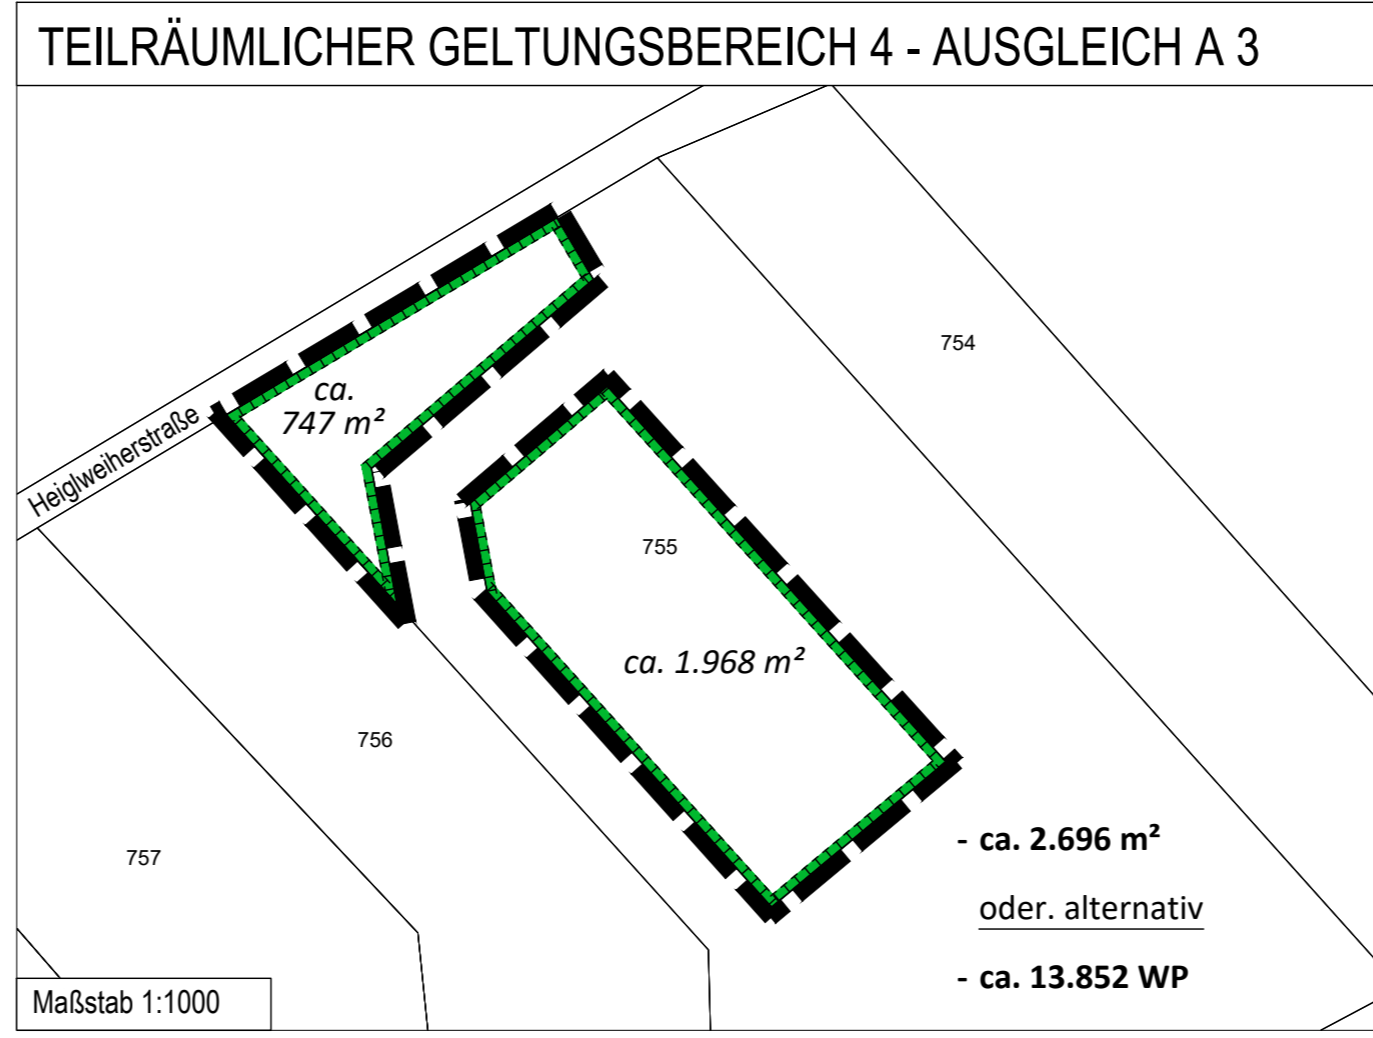 TEILRÄUMLICHER GELTUNGSBEREICH 4 - AUSGLEICH A 3
754
ca.
747 m²
Heiglweiherstraße
755
ca. 1.968 m²
756
- ca. 2.696 m²
757
oder. alternativ
- ca. 13.852 WP
Maßstab 1:1000